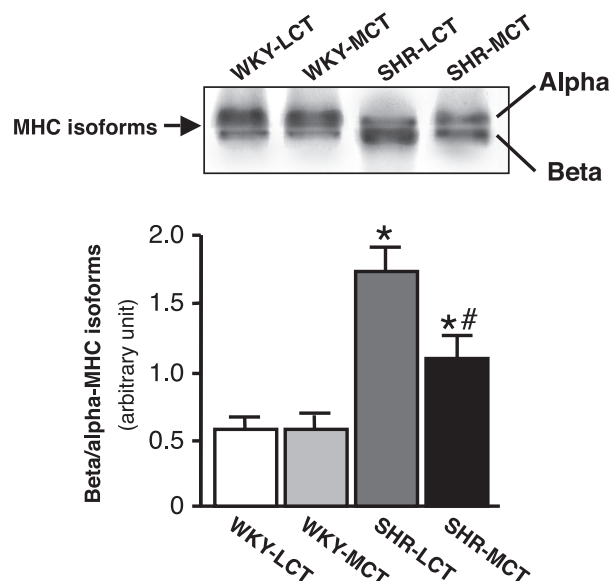 WKY-LCT
WKY-MCT
SHR-LCT
SHR-MCT
Alpha
MHC isoforms
Beta
Beta/alpha-MHC isoforms
(arbitrary unit)
2.0
1.5
1.0
0.5
0
*
*#
WKY-LCT
WKY-MCT
SHR-LCT
SHR-MCT